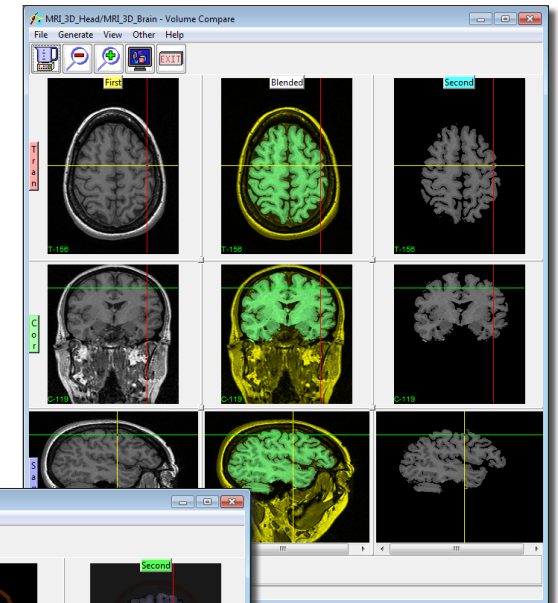 MRI_3D_Head/MRI_3D_Brain - Volume Compare
File Generate View Other Help
EXIT
First Blended Second
Tran
T-156 T-156 T-156
Cor
C-119 C-119 C-119
Sa
Second